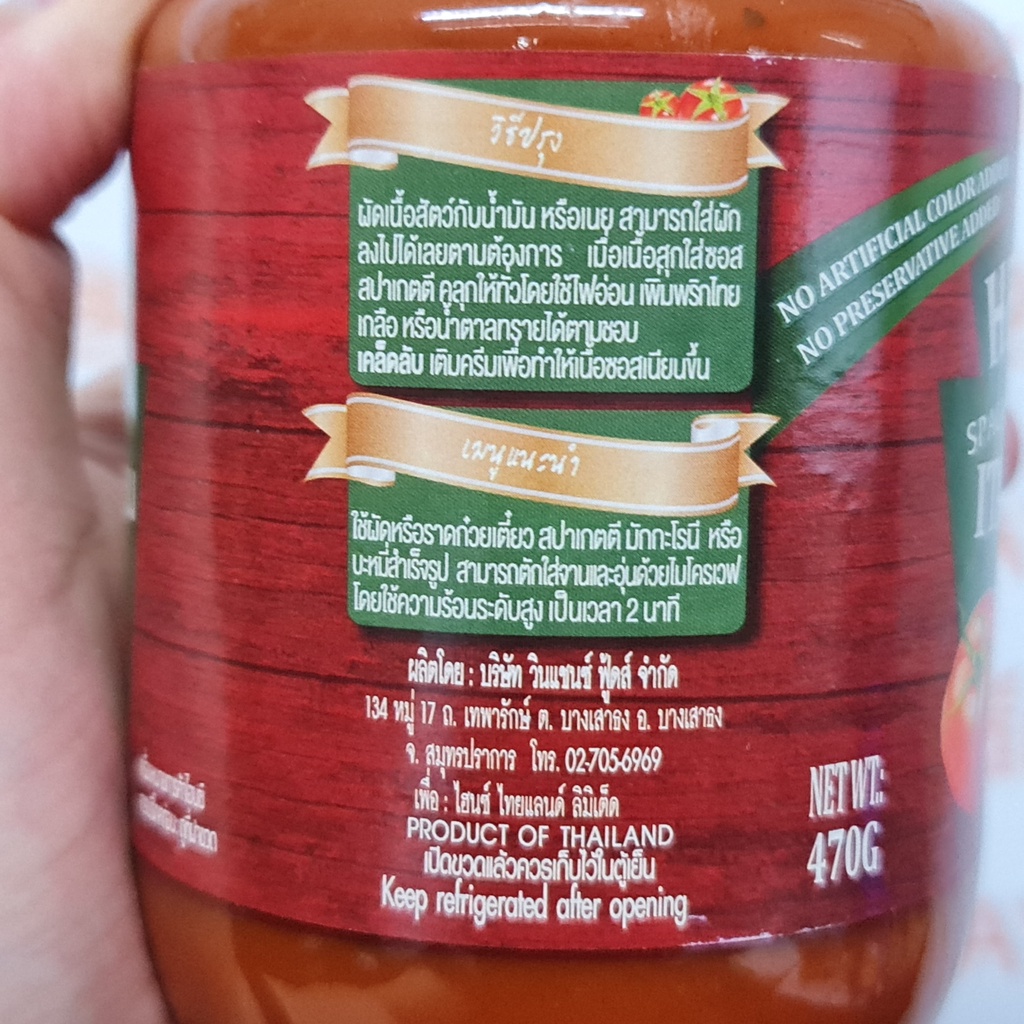 วิธีปรุง
ผัดเนื้อสัตว์กับน้ำมัน หรือเนย สามารถใส่ผัก
ลงไปได้เลยตามต้องการ เมื่อเนื้อสุกใส่ซอส
สปาเกตตี คลุกให้ทั่วโดยใช้ไฟอ่อน เพิ่มพริกไทย
เกลือ หรือน้ำตาลทรายได้ตามชอบ
เคล็ดลับ เติมครีมเพื่อทำให้เนื้อซอสเนียนขึ้น
เมนูแนะนำ
ใช้ผัดหรือราดก๋วยเตี๋ยว สปาเกตตี มักกะโรนี หรือ
บะหมี่สำเร็จรูป สามารถตักใส่จานและอุ่นด้วยไมโครเวฟ
โดยใช้ความร้อนระดับสูง เป็นเวลา 2 นาที
ผลิตโดย : บริษัท วินแชนซ์ ฟู้ดส์ จำกัด
134 หมู่ 17 ถ. เทพารักษ์ ต. บางเสาธง อ. บางเสาธง
จ. สมุทรปราการ โทร. 02-705-6969
เพื่อ : ไฮนซ์ ไทยแลนด์ ลิมิเต็ด
PRODUCT OF THAILAND
เปิดขวดแล้วควรเก็บไว้ในตู้เย็น
Keep refrigerated after opening
NO ARTIFICIAL COLOR ADDED
NO PRESERVATIVE ADDED
NET WT.:
470G